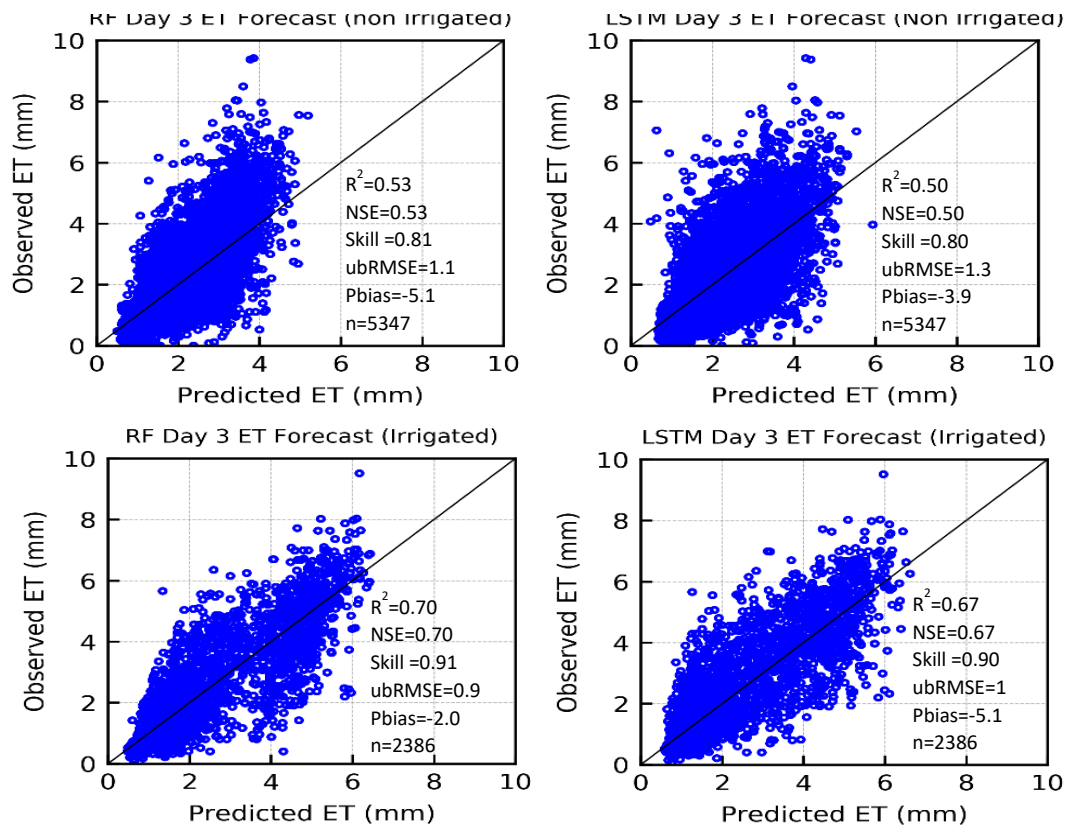 RF Day 3 ET Forecast (non Irrigated)
10
8
6
4
2
0
Observed ET (mm)
R²=0.53
NSE=0.53
Skill =0.81
ubRMSE=1.1
Pbias=-5.1
n=5347
0 2 4 6 8 10
Predicted ET (mm)
LSTM Day 3 ET Forecast (Non Irrigated)
10
8
6
4
2
0
Observed ET (mm)
R²=0.50
NSE=0.50
Skill =0.80
ubRMSE=1.3
Pbias=-3.9
n=5347
0 2 4 6 8 10
Predicted ET (mm)
RF Day 3 ET Forecast (Irrigated)
10
8
6
4
2
0
Observed ET (mm)
R²=0.70
NSE=0.70
Skill =0.91
ubRMSE=0.9
Pbias=-2.0
n=2386
0 2 4 6 8 10
Predicted ET (mm)
LSTM Day 3 ET Forecast (Irrigated)
10
8
6
4
2
0
Observed ET (mm)
R²=0.67
NSE=0.67
Skill =0.90
ubRMSE=1
Pbias=-5.1
n=2386
0 2 4 6 8 10
Predicted ET (mm)